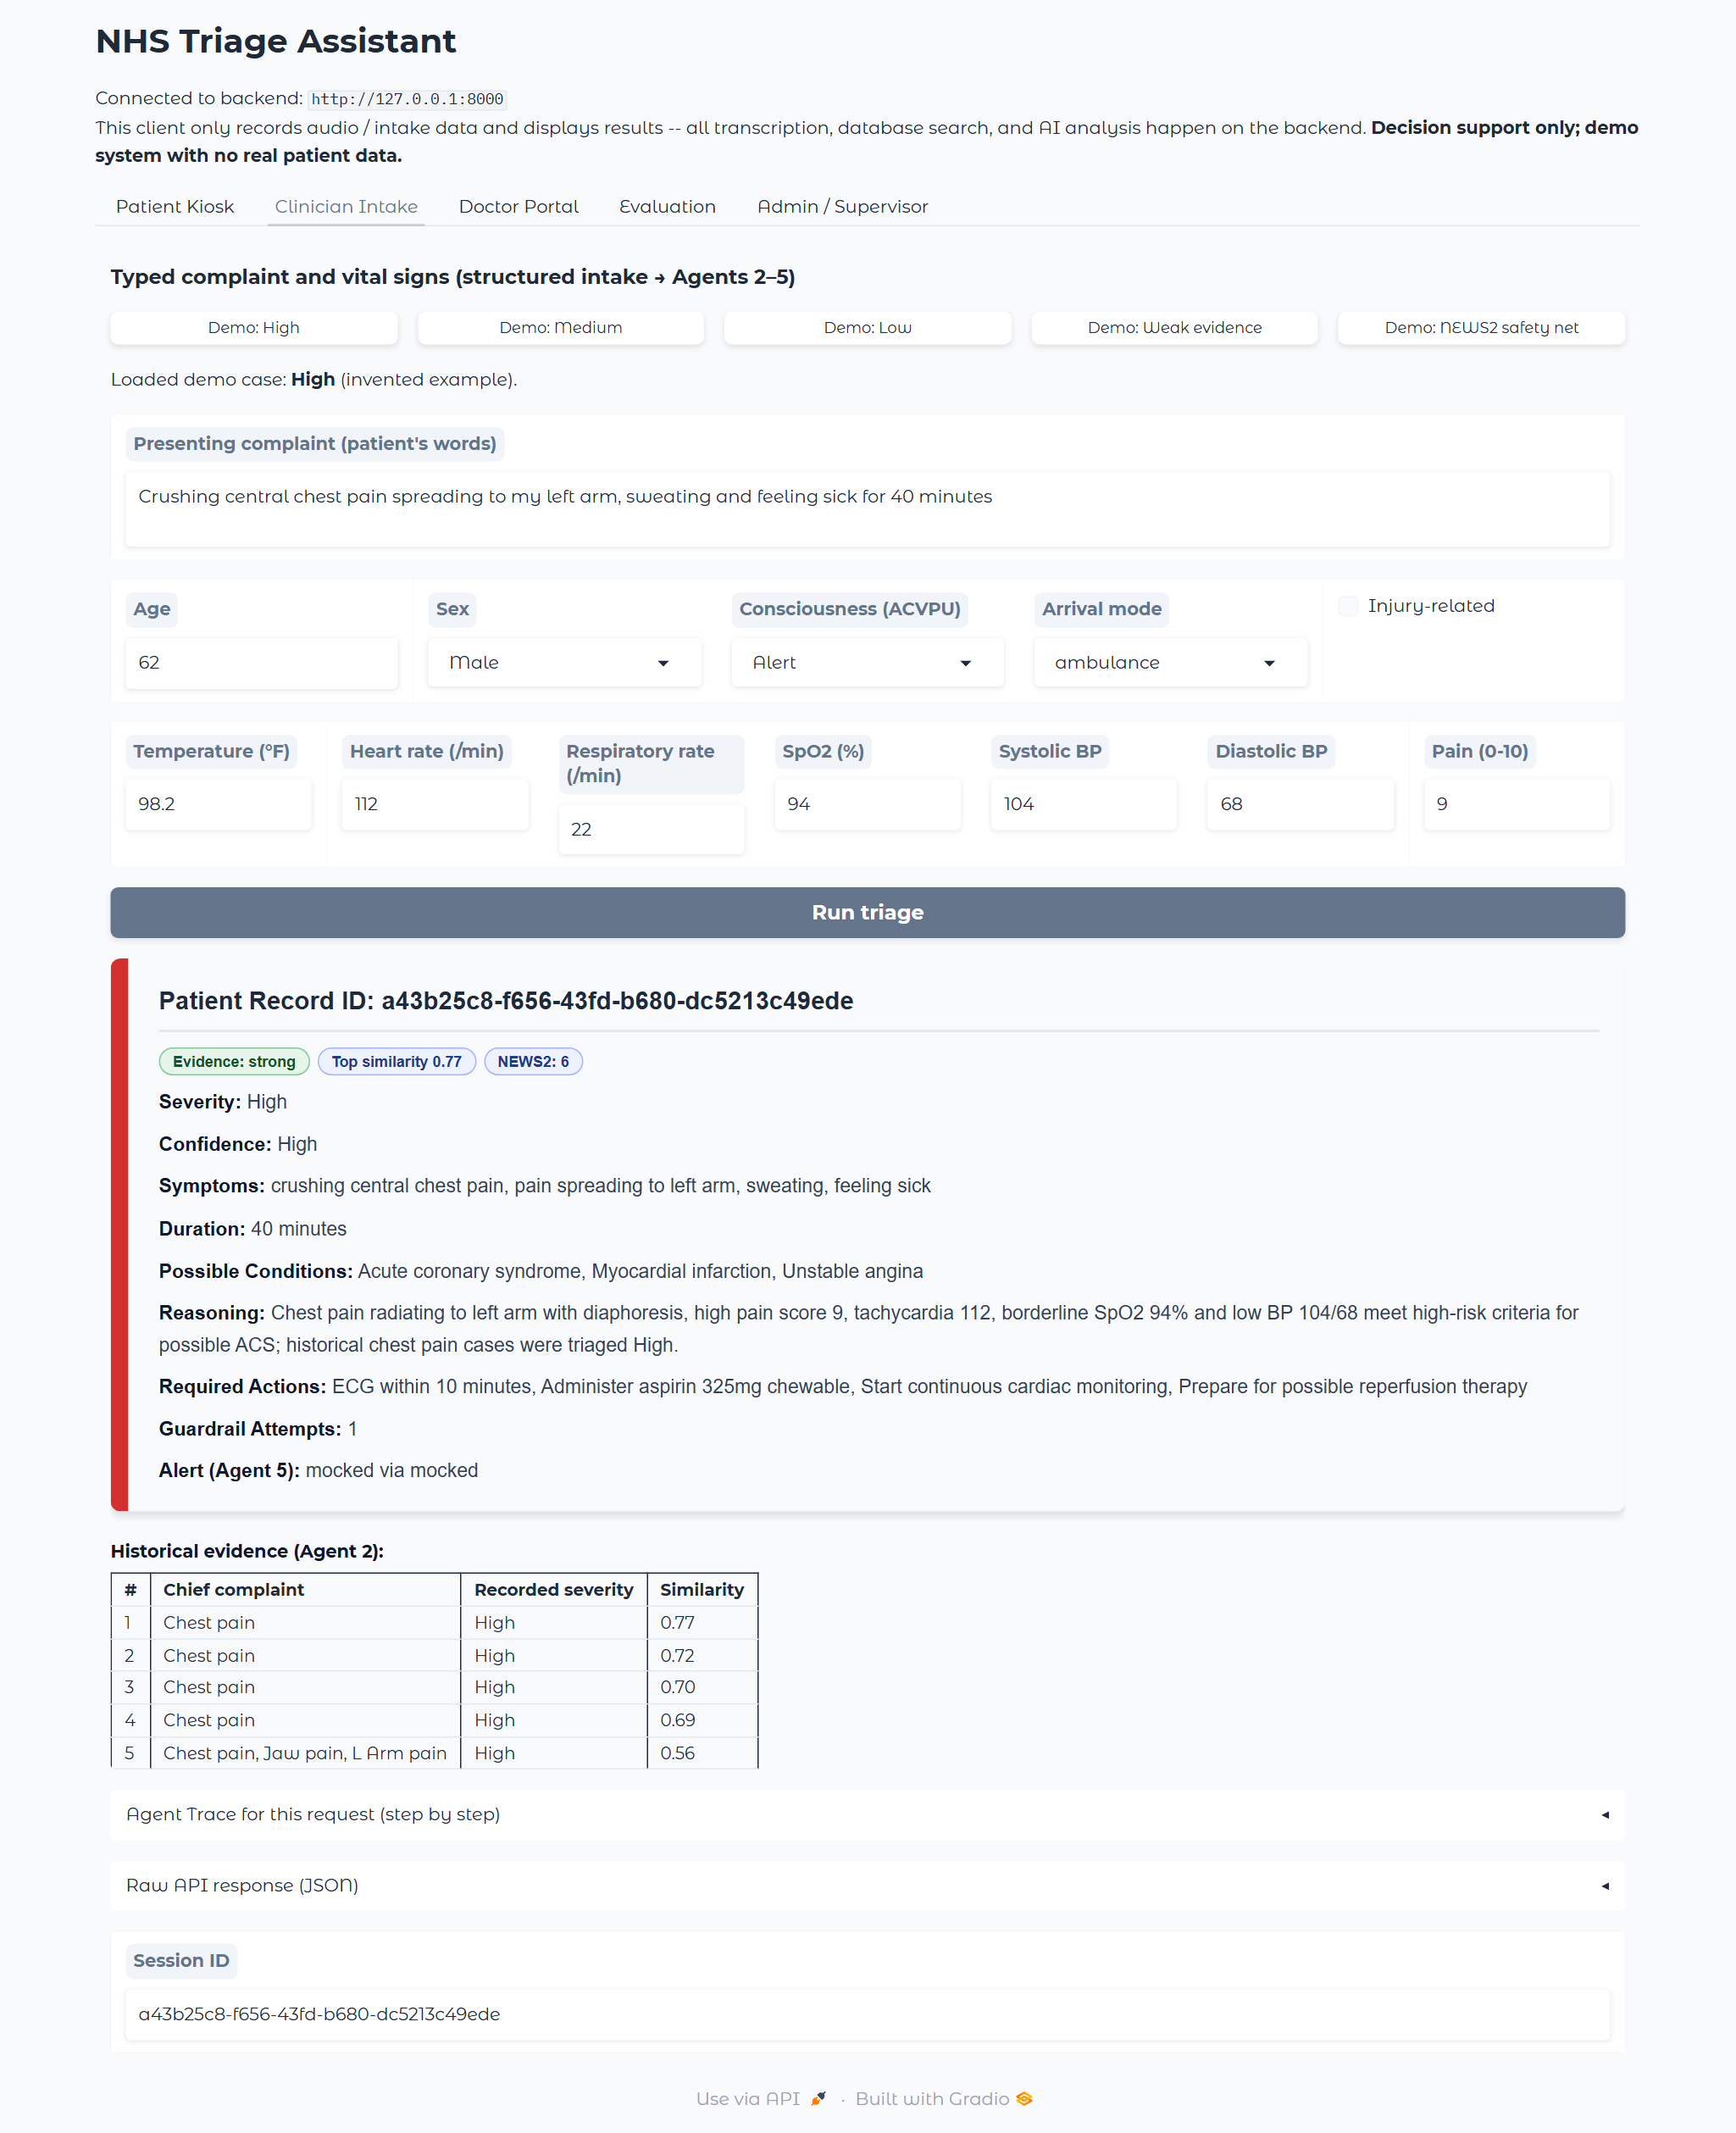 NHS Triage Assistant
Connected to backend: http://127.0.0.1:8000
This client only records audio / intake data and displays results -- all transcription, database search, and AI analysis happen on the backend. Decision support only; demo
system with no real patient data.
Patient Kiosk Clinician Intake Doctor Portal Evaluation Admin / Supervisor
Typed complaint and vital signs (structured intake → Agents 2–5)
Demo: High Demo: Medium Demo: Low Demo: Weak evidence Demo: NEWS2 safety net
Loaded demo case: High (invented example).
Presenting complaint (patient's words)
Crushing central chest pain spreading to my left arm, sweating and feeling sick for 40 minutes
Age Sex Consciousness (ACVPU) Arrival mode Injury-related
62 Male Alert ambulance
Temperature (°F) Heart rate (/min) Respiratory rate (/min) SpO2 (%) Systolic BP Diastolic BP Pain (0-10)
98.2 112 22 94 104 68 9
Run triage
Patient Record ID: a43b25c8-f656-43fd-b680-dc5213c49ede
Evidence: strong Top similarity 0.77 NEWS2: 6
Severity: High
Confidence: High
Symptoms: crushing central chest pain, pain spreading to left arm, sweating, feeling sick
Duration: 40 minutes
Possible Conditions: Acute coronary syndrome, Myocardial infarction, Unstable angina
Reasoning: Chest pain radiating to left arm with diaphoresis, high pain score 9, tachycardia 112, borderline SpO2 94% and low BP 104/68 meet high-risk criteria for
possible ACS; historical chest pain cases were triaged High.
Required Actions: ECG within 10 minutes, Administer aspirin 325mg chewable, Start continuous cardiac monitoring, Prepare for possible reperfusion therapy
Guardrail Attempts: 1
Alert (Agent 5): mocked via mocked
Historical evidence (Agent 2):
# Chief complaint Recorded severity Similarity
1 Chest pain High 0.77
2 Chest pain High 0.72
3 Chest pain High 0.70
4 Chest pain High 0.69
5 Chest pain, Jaw pain, L Arm pain High 0.56
Agent Trace for this request (step by step)
Raw API response (JSON)
Session ID
a43b25c8-f656-43fd-b680-dc5213c49ede
Use via API · Built with Gradio